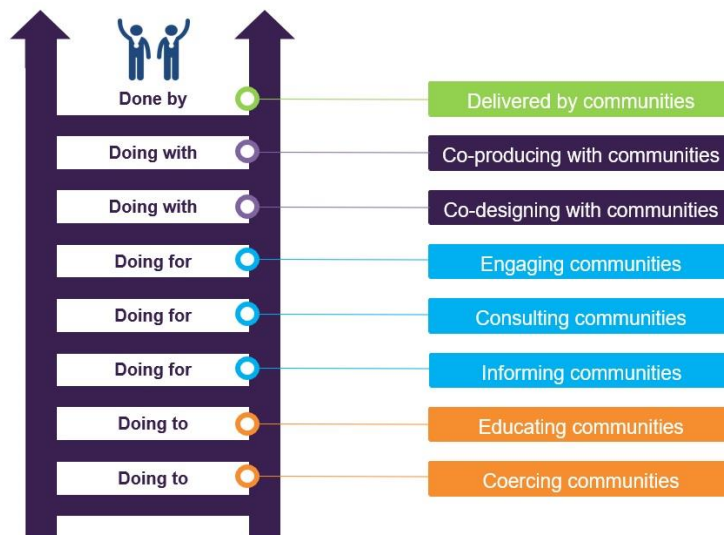 Done by
Delivered by communities
Doing with
Co-producing with communities
Doing with
Co-designing with communities
Doing for
Engaging communities
Doing for
Consulting communities
Doing for
Informing communities
Doing to
Educating communities
Doing to
Coercing communities